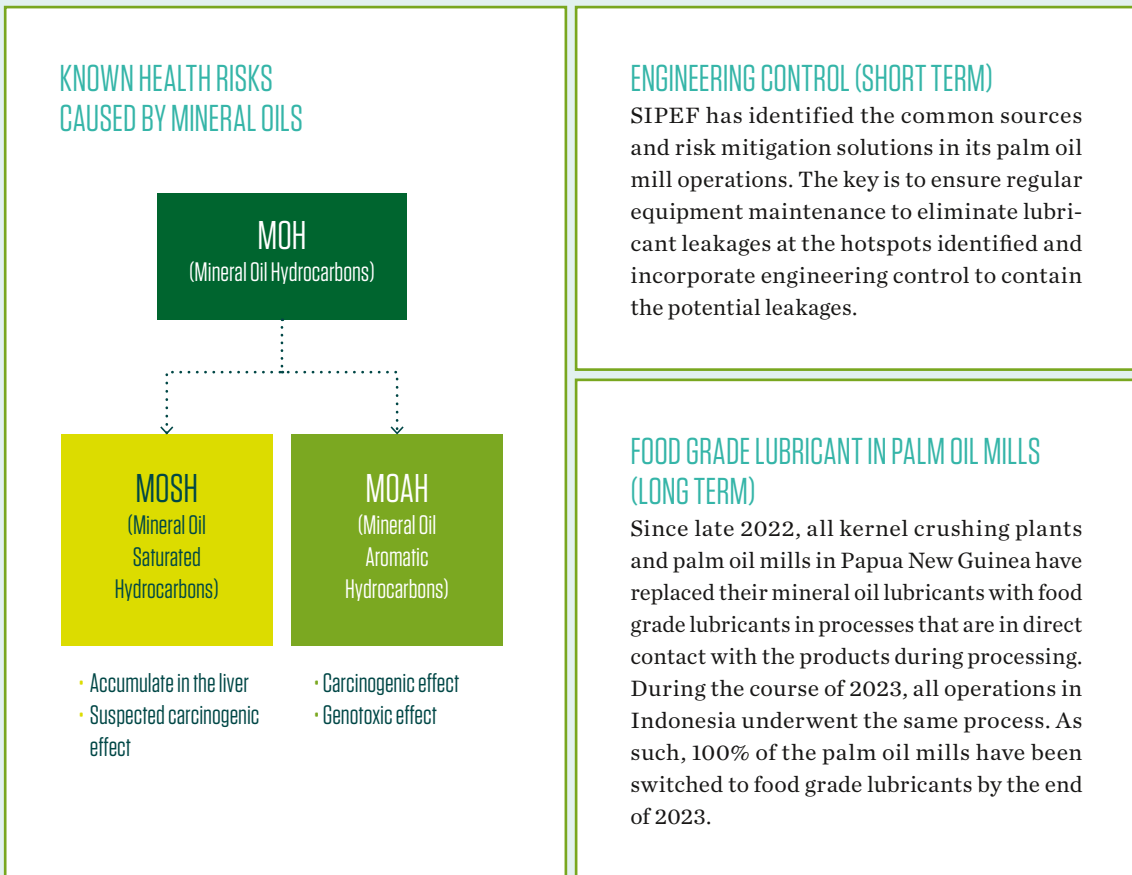 KNOWN HEALTH RISKS
CAUSED BY MINERAL OILS
MOH
(Mineral Oil Hydrocarbons)
MOSH
(Mineral Oil
Saturated
Hydrocarbons)
MOAH
(Mineral Oil
Aromatic
Hydrocarbons)
• Accumulate in the liver
• Suspected carcinogenic
effect
• Carcinogenic effect
• Genotoxic effect
ENGINEERING CONTROL (SHORT TERM)
SIPEF has identified the common sources
and risk mitigation solutions in its palm oil
mill operations. The key is to ensure regular
equipment maintenance to eliminate lubri-
cant leakages at the hotspots identified and
incorporate engineering control to contain
the potential leakages.
FOOD GRADE LUBRICANT IN PALM OIL MILLS
(LONG TERM)
Since late 2022, all kernel crushing plants
and palm oil mills in Papua New Guinea have
replaced their mineral oil lubricants with food
grade lubricants in processes that are in direct
contact with the products during processing.
During the course of 2023, all operations in
Indonesia underwent the same process. As
such, 100% of the palm oil mills have been
switched to food grade lubricants by the end
of 2023.